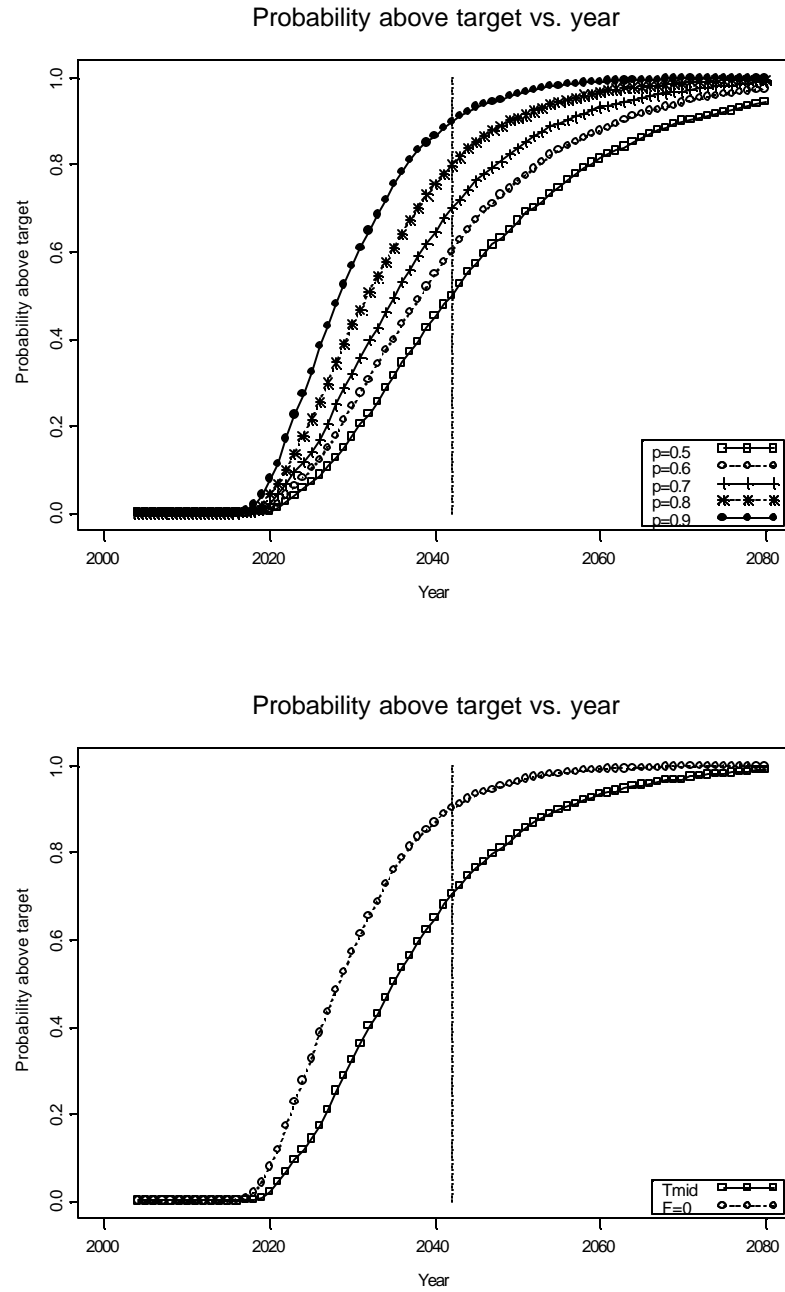 Probability above target vs. year
Probability above target
1.0
0.8
0.6
0.4
0.2
0.0
p=0.5
p=0.6
p=0.7
p=0.8
p=0.9
2000 2020 2040 2060 2080
Year
Probability above target vs. year
Probability above target
1.0
0.8
0.6
0.4
0.2
0.0
Tmid
F=0
2000 2020 2040 2060 2080
Year